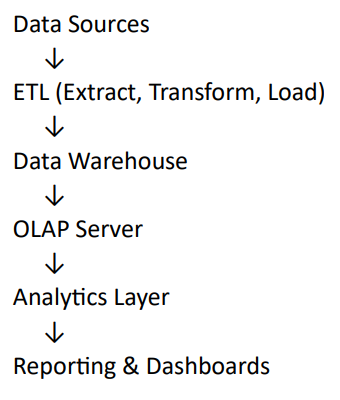 Data Sources
↓
ETL (Extract, Transform, Load)
↓
Data Warehouse
↓
OLAP Server
↓
Analytics Layer
↓
Reporting & Dashboards